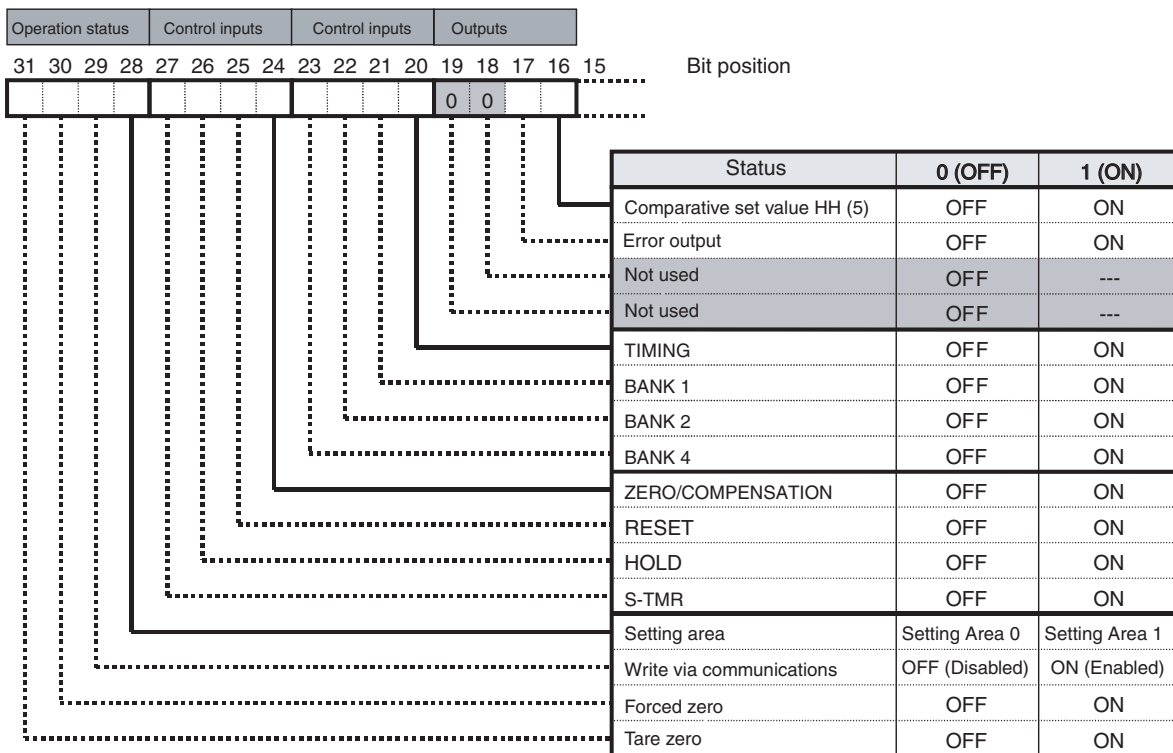 Operation status Control inputs Control inputs Outputs
31 30 29 28 27 26 25 24 23 22 21 20 19 18 17 16 15 Bit position
0 0
Status 0 (OFF) 1 (ON)
Comparative set value HH (5) OFF ON
Error output OFF ON
Not used OFF ---
Not used OFF ---
TIMING OFF ON
BANK 1 OFF ON
BANK 2 OFF ON
BANK 4 OFF ON
ZERO/COMPENSATION OFF ON
RESET OFF ON
HOLD OFF ON
S-TMR OFF ON
Setting area Setting Area 0 Setting Area 1
Write via communications OFF (Disabled) ON (Enabled)
Forced zero OFF ON
Tare zero OFF ON